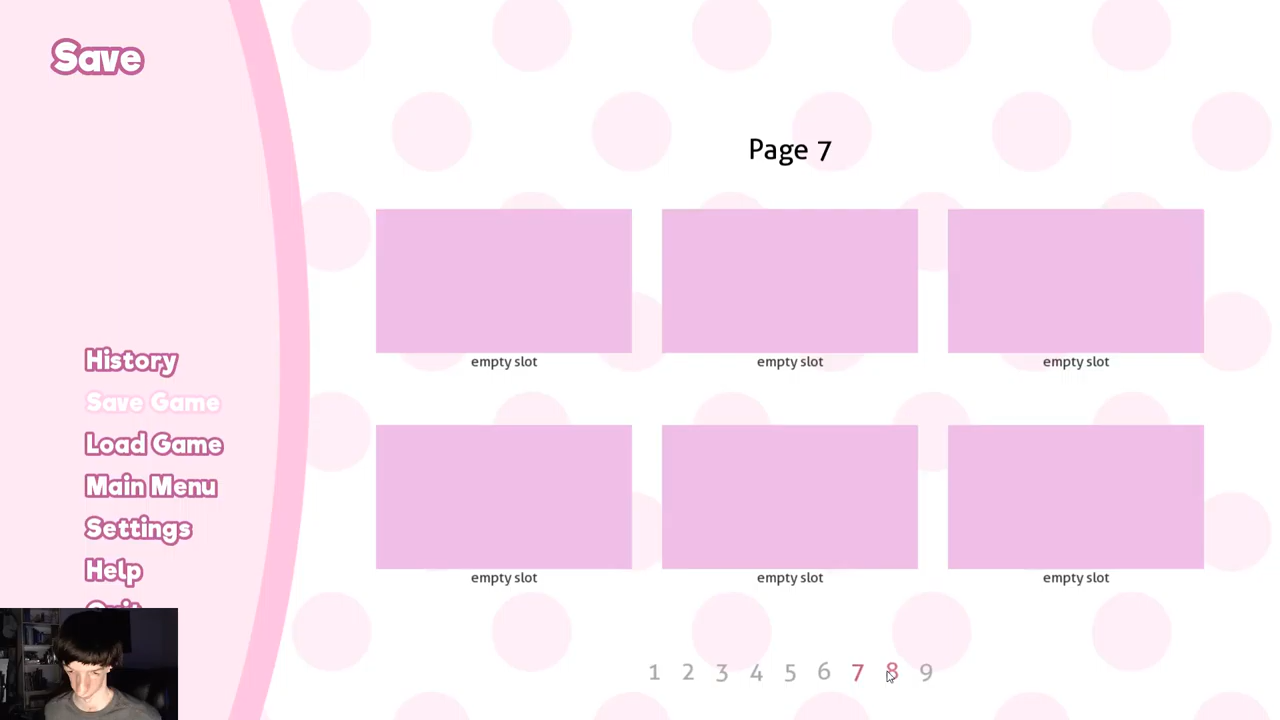 Save
Page 7
empty slot empty slot empty slot
History
Save Game
Load Game
Main Menu
Settings
Help
Quit
empty slot empty slot empty slot
1 2 3 4 5 6 7 8 9